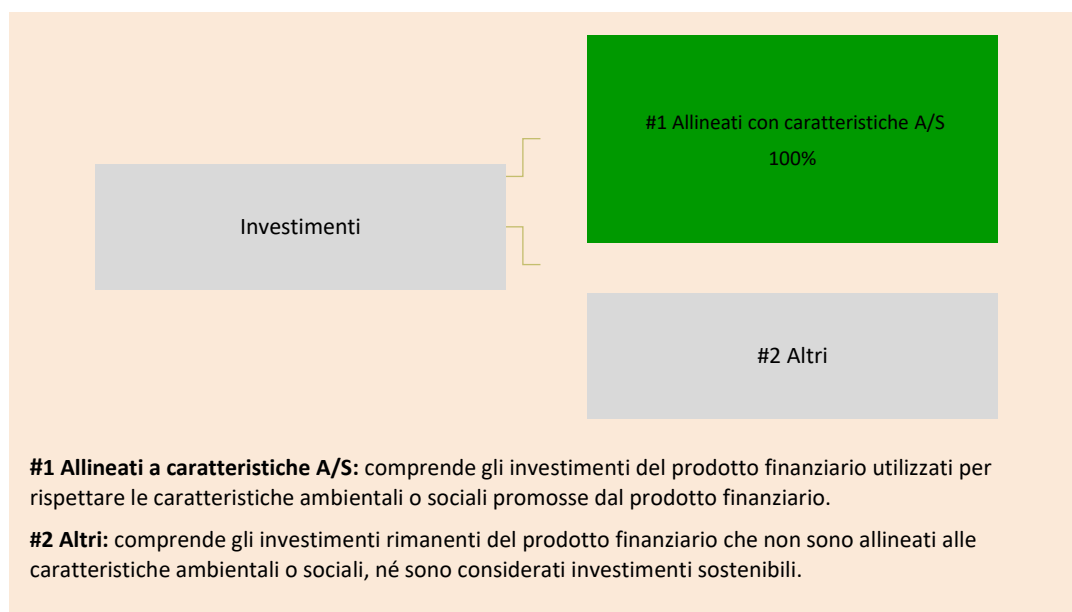 #1 Allineati con caratteristiche A/S
100%
Investimenti
#2 Altri
#1 Allineati a caratteristiche A/S: comprende gli investimenti del prodotto finanziario utilizzati per
rispettare le caratteristiche ambientali o sociali promosse dal prodotto finanziario.
#2 Altri: comprende gli investimenti rimanenti del prodotto finanziario che non sono allineati alle
caratteristiche ambientali o sociali, né sono considerati investimenti sostenibili.